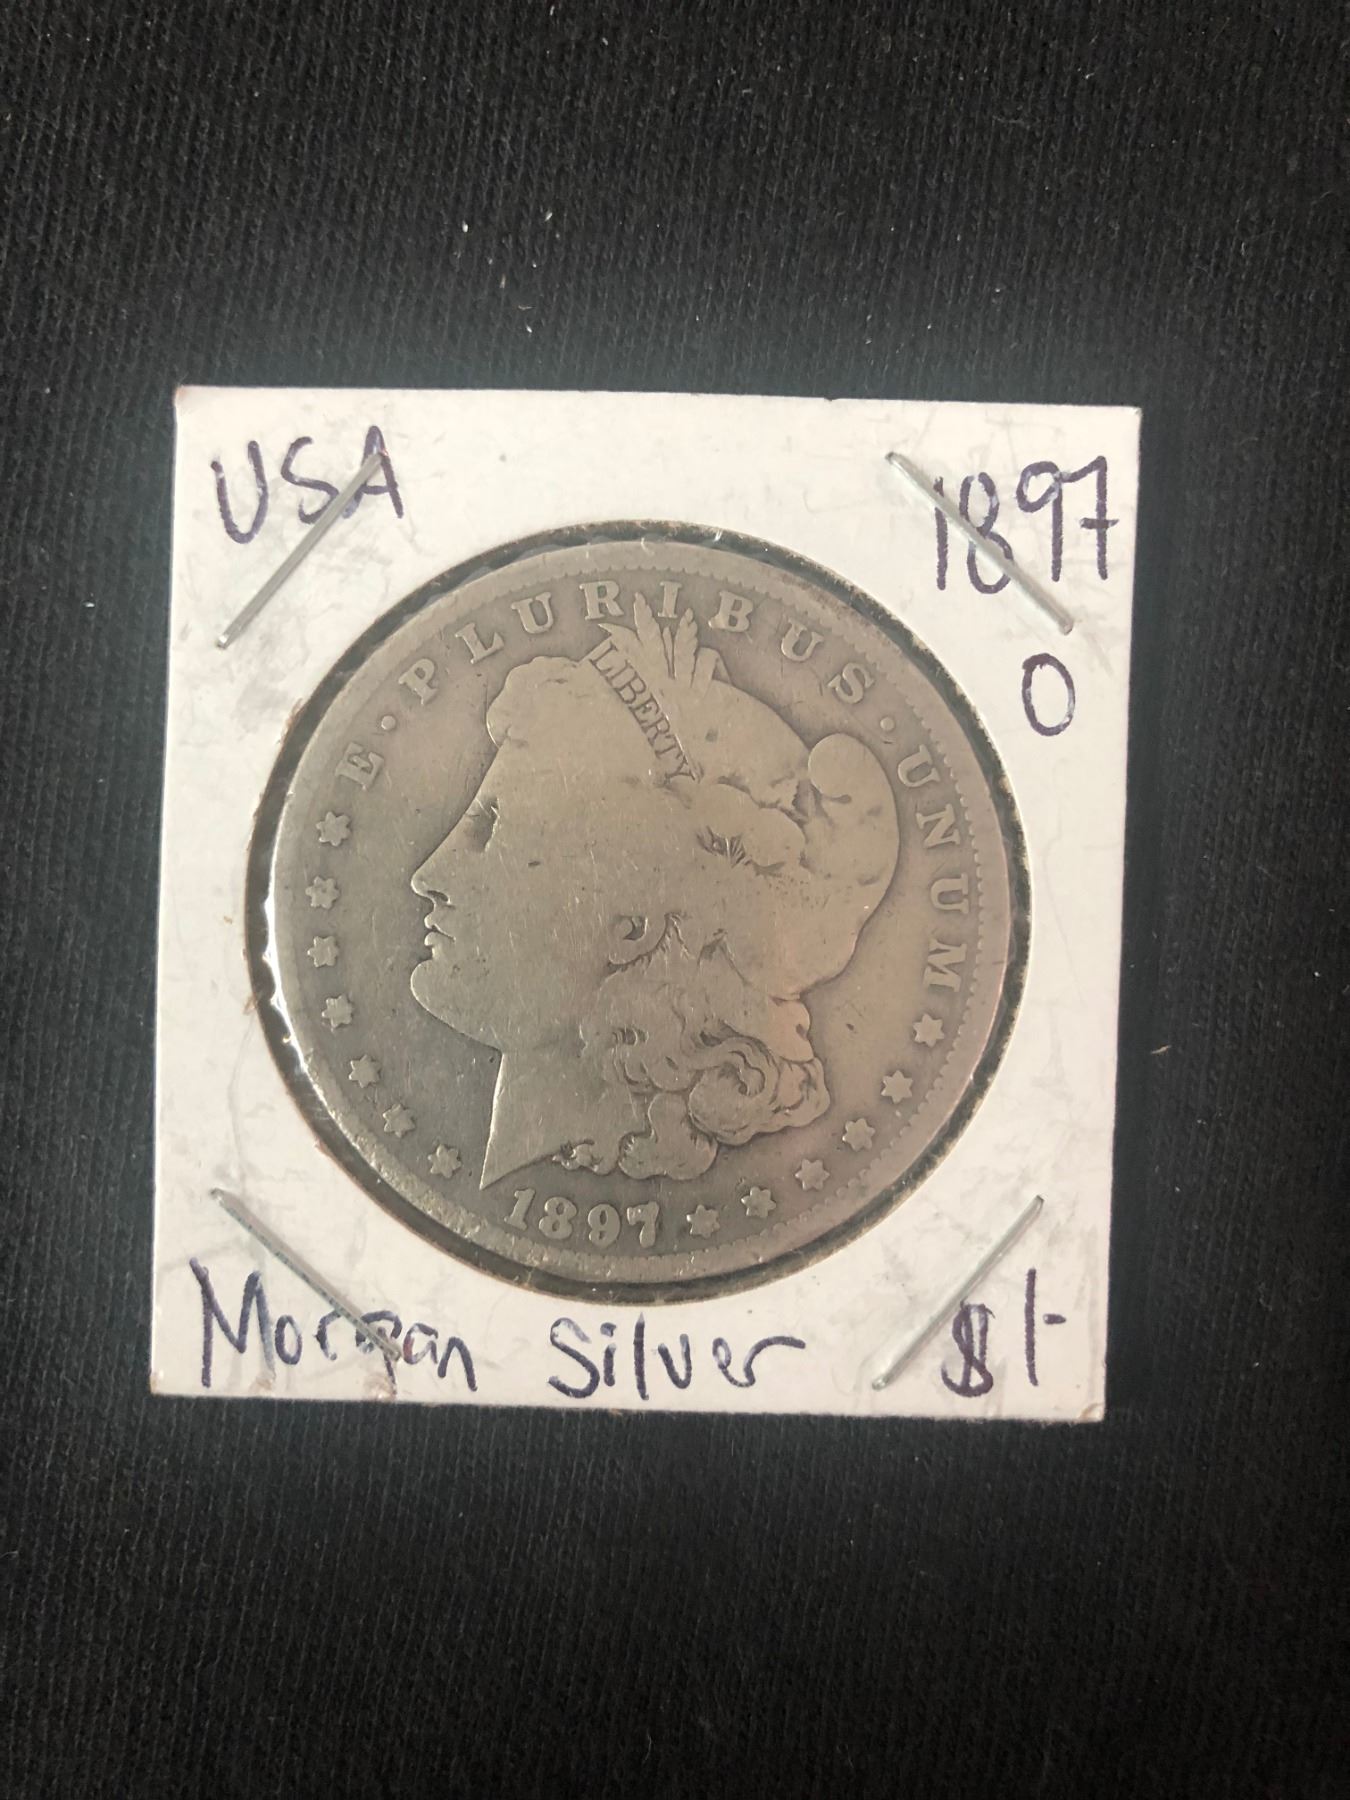 USA 1897
O
E · PLURIBUS · UNUM
LIBERTY
1897
Morgan Silver $1-